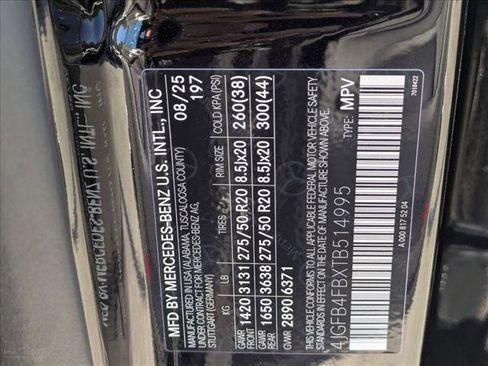 MFD BY MERCEDES-BENZ U.S. INT'L., INC
MANUFACTURED IN USA (ALABAMA, TUSCALOOSA COUNTY)
UNDER CONTRACT FOR MERCEDES-BENZ AG,
STUTTGART (GERMANY)
08/25
197
KG LB TIRES RIM SIZE COLD KPA(PSI)
GAWR FRONT 1420 3131 275/50 R20 8.5Jx20 260(38)
GAWR REAR 1650 3638 275/50 R20 8.5Jx20 300(44)
GVWR 2890 6371
THIS VEHICLE CONFORMS TO ALL APPLICABLE FEDERAL MOTOR VEHICLE SAFETY
STANDARDS IN EFFECT ON THE DATE OF MANUFACTURE SHOWN ABOVE.
4JGFB4FBXTB514995
TYPE: MPV
A 000 817 52 04
7018422